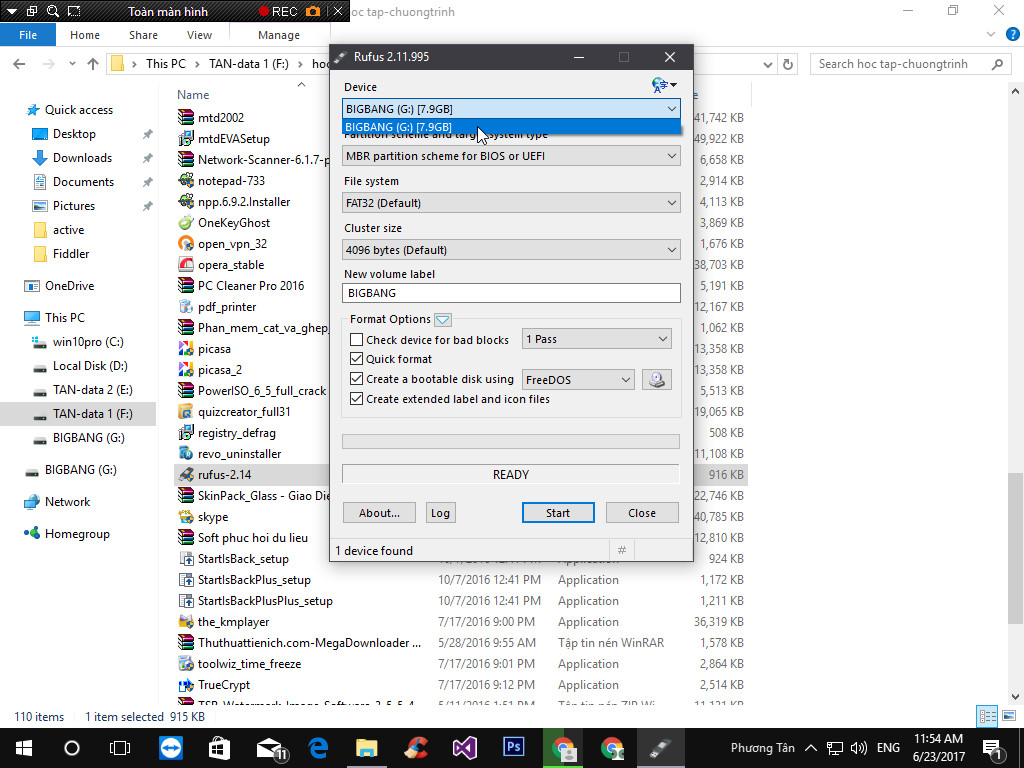 Toàn màn hình
REC
hoc tap-chuongtrinh
File
Home
Share
View
Manage
This PC
TAN-data 1 (F:)
Search hoc tap-chuongtrinh
Quick access
Desktop
Downloads
Documents
Pictures
active
Fiddler
OneDrive
This PC
win10pro (C:)
Local Disk (D:)
TAN-data 2 (E:)
TAN-data 1 (F:)
BIGBANG (G:)
BIGBANG (G:)
Network
Homegroup
Name
mtd2002 41,742 KB
mtdEVASetup 49,922 KB
Network-Scanner-6.1.7-p 6,658 KB
notepad-733 2,914 KB
npp.6.9.2.Installer 4,113 KB
OneKeyGhost 3,869 KB
open_vpn_32 1,676 KB
opera_stable 38,703 KB
PC Cleaner Pro 2016 5,191 KB
pdf_printer 12,167 KB
Phan_mem_cat_va_ghep_ 1,062 KB
picasa 13,358 KB
picasa_2 13,358 KB
PowerISO_6_5_full_crack 5,513 KB
quizcreator_full31 19,065 KB
registry_defrag 508 KB
revo_uninstaller 11,108 KB
rufus-2.14 916 KB
SkinPack_Glass - Giao Die 22,746 KB
skype 40,785 KB
Soft phuc hoi du lieu 12,810 KB
StartIsBack_setup 924 KB
StartIsBackPlus_setup 10/7/2016 12:41 PM Application 1,172 KB
StartIsBackPlusPlus_setup 10/7/2016 12:41 PM Application 1,211 KB
the_kmplayer 7/17/2016 9:00 PM Application 36,319 KB
Thuthuattienich.com-MegaDownloader ... 5/28/2016 9:55 AM Tập tin nén WinRAR 1,578 KB
toolwiz_time_freeze 7/17/2016 9:01 PM Application 2,864 KB
TrueCrypt 7/17/2016 9:12 PM Application 2,514 KB
Rufus 2.11.995
Device
BIGBANG (G:) [7.9GB]
BIGBANG (G:) [7.9GB]
Partition scheme and target system type
MBR partition scheme for BIOS or UEFI
File system
FAT32 (Default)
Cluster size
4096 bytes (Default)
New volume label
BIGBANG
Format Options
Check device for bad blocks 1 Pass
Quick format
Create a bootable disk using FreeDOS
Create extended label and icon files
READY
About... Log Start Close
1 device found #
110 items 1 item selected 915 KB
11
Ps
Phương Tân
ENG
11:54 AM
6/23/2017
1